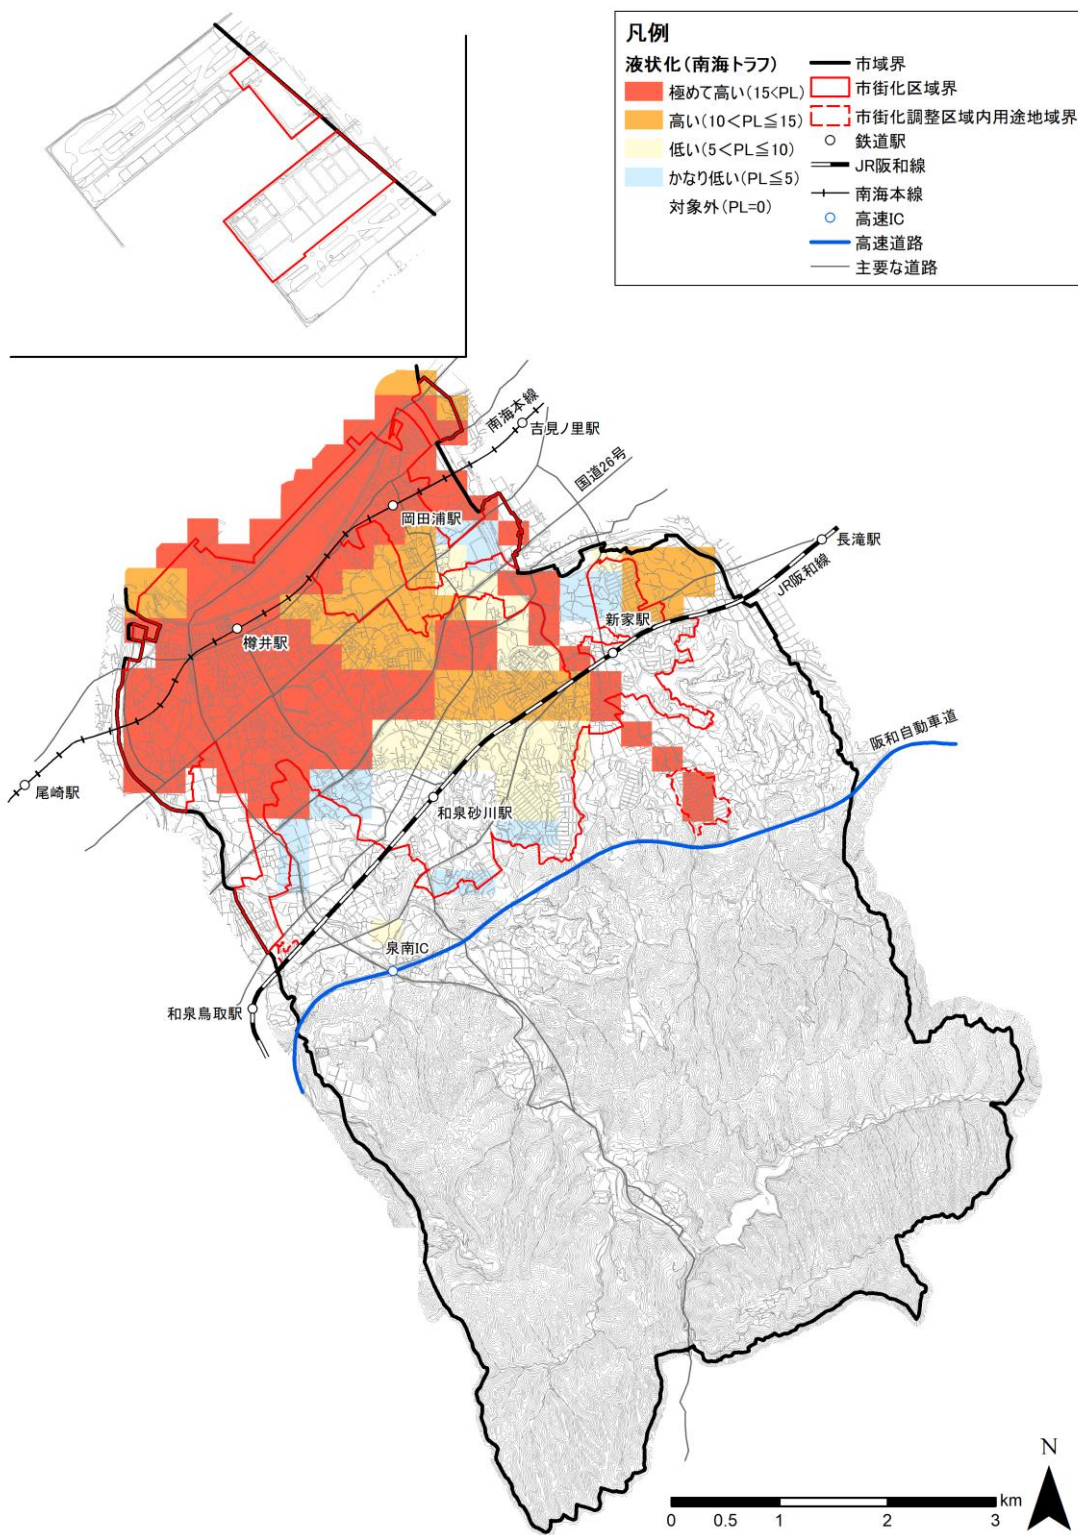 凡例
液状化(南海トラフ)
極めて高い(15<PL)
高い(10<PL≦15)
低い(5<PL≦10)
かなり低い(PL≦5)
対象外(PL=0)
市域界
市街化区域界
市街化調整区域内用途地域界
鉄道駅
JR阪和線
南海本線
高速IC
高速道路
主要な道路
南海本線
吉見ノ里駅
国道26号
岡田浦駅
長滝駅
JR阪和線
新家駅
樽井駅
阪和自動車道
尾崎駅
和泉砂川駅
泉南IC
和泉鳥取駅
N
km
0 0.5 1 2 3